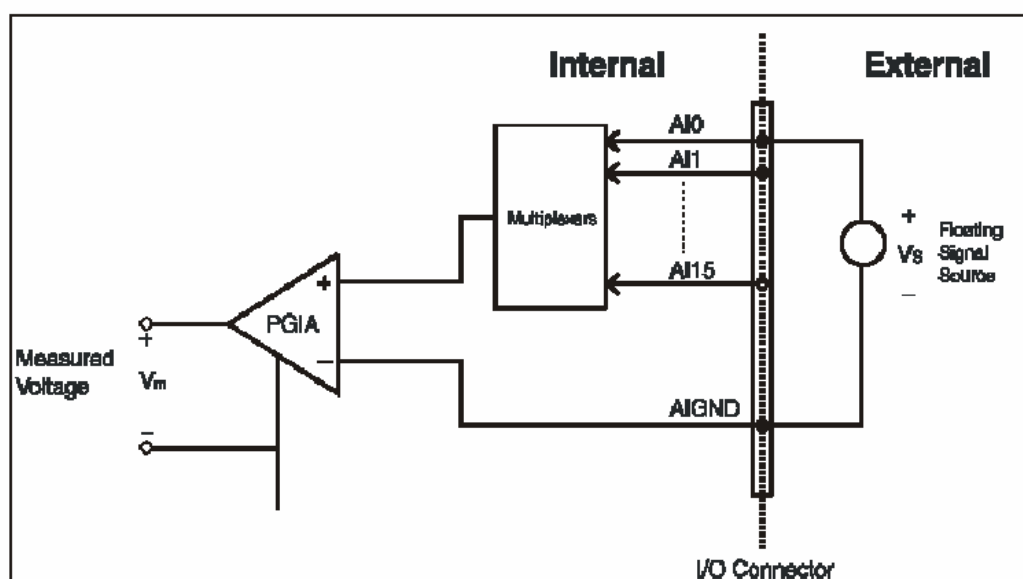 Internal
External
AI0
AI1
Multiplexers
AI15
AIGND
+
Vs
−
Floating
Signal
Source
+
−
PGIA
Measured
Voltage
+
Vm
−
I/O Connector